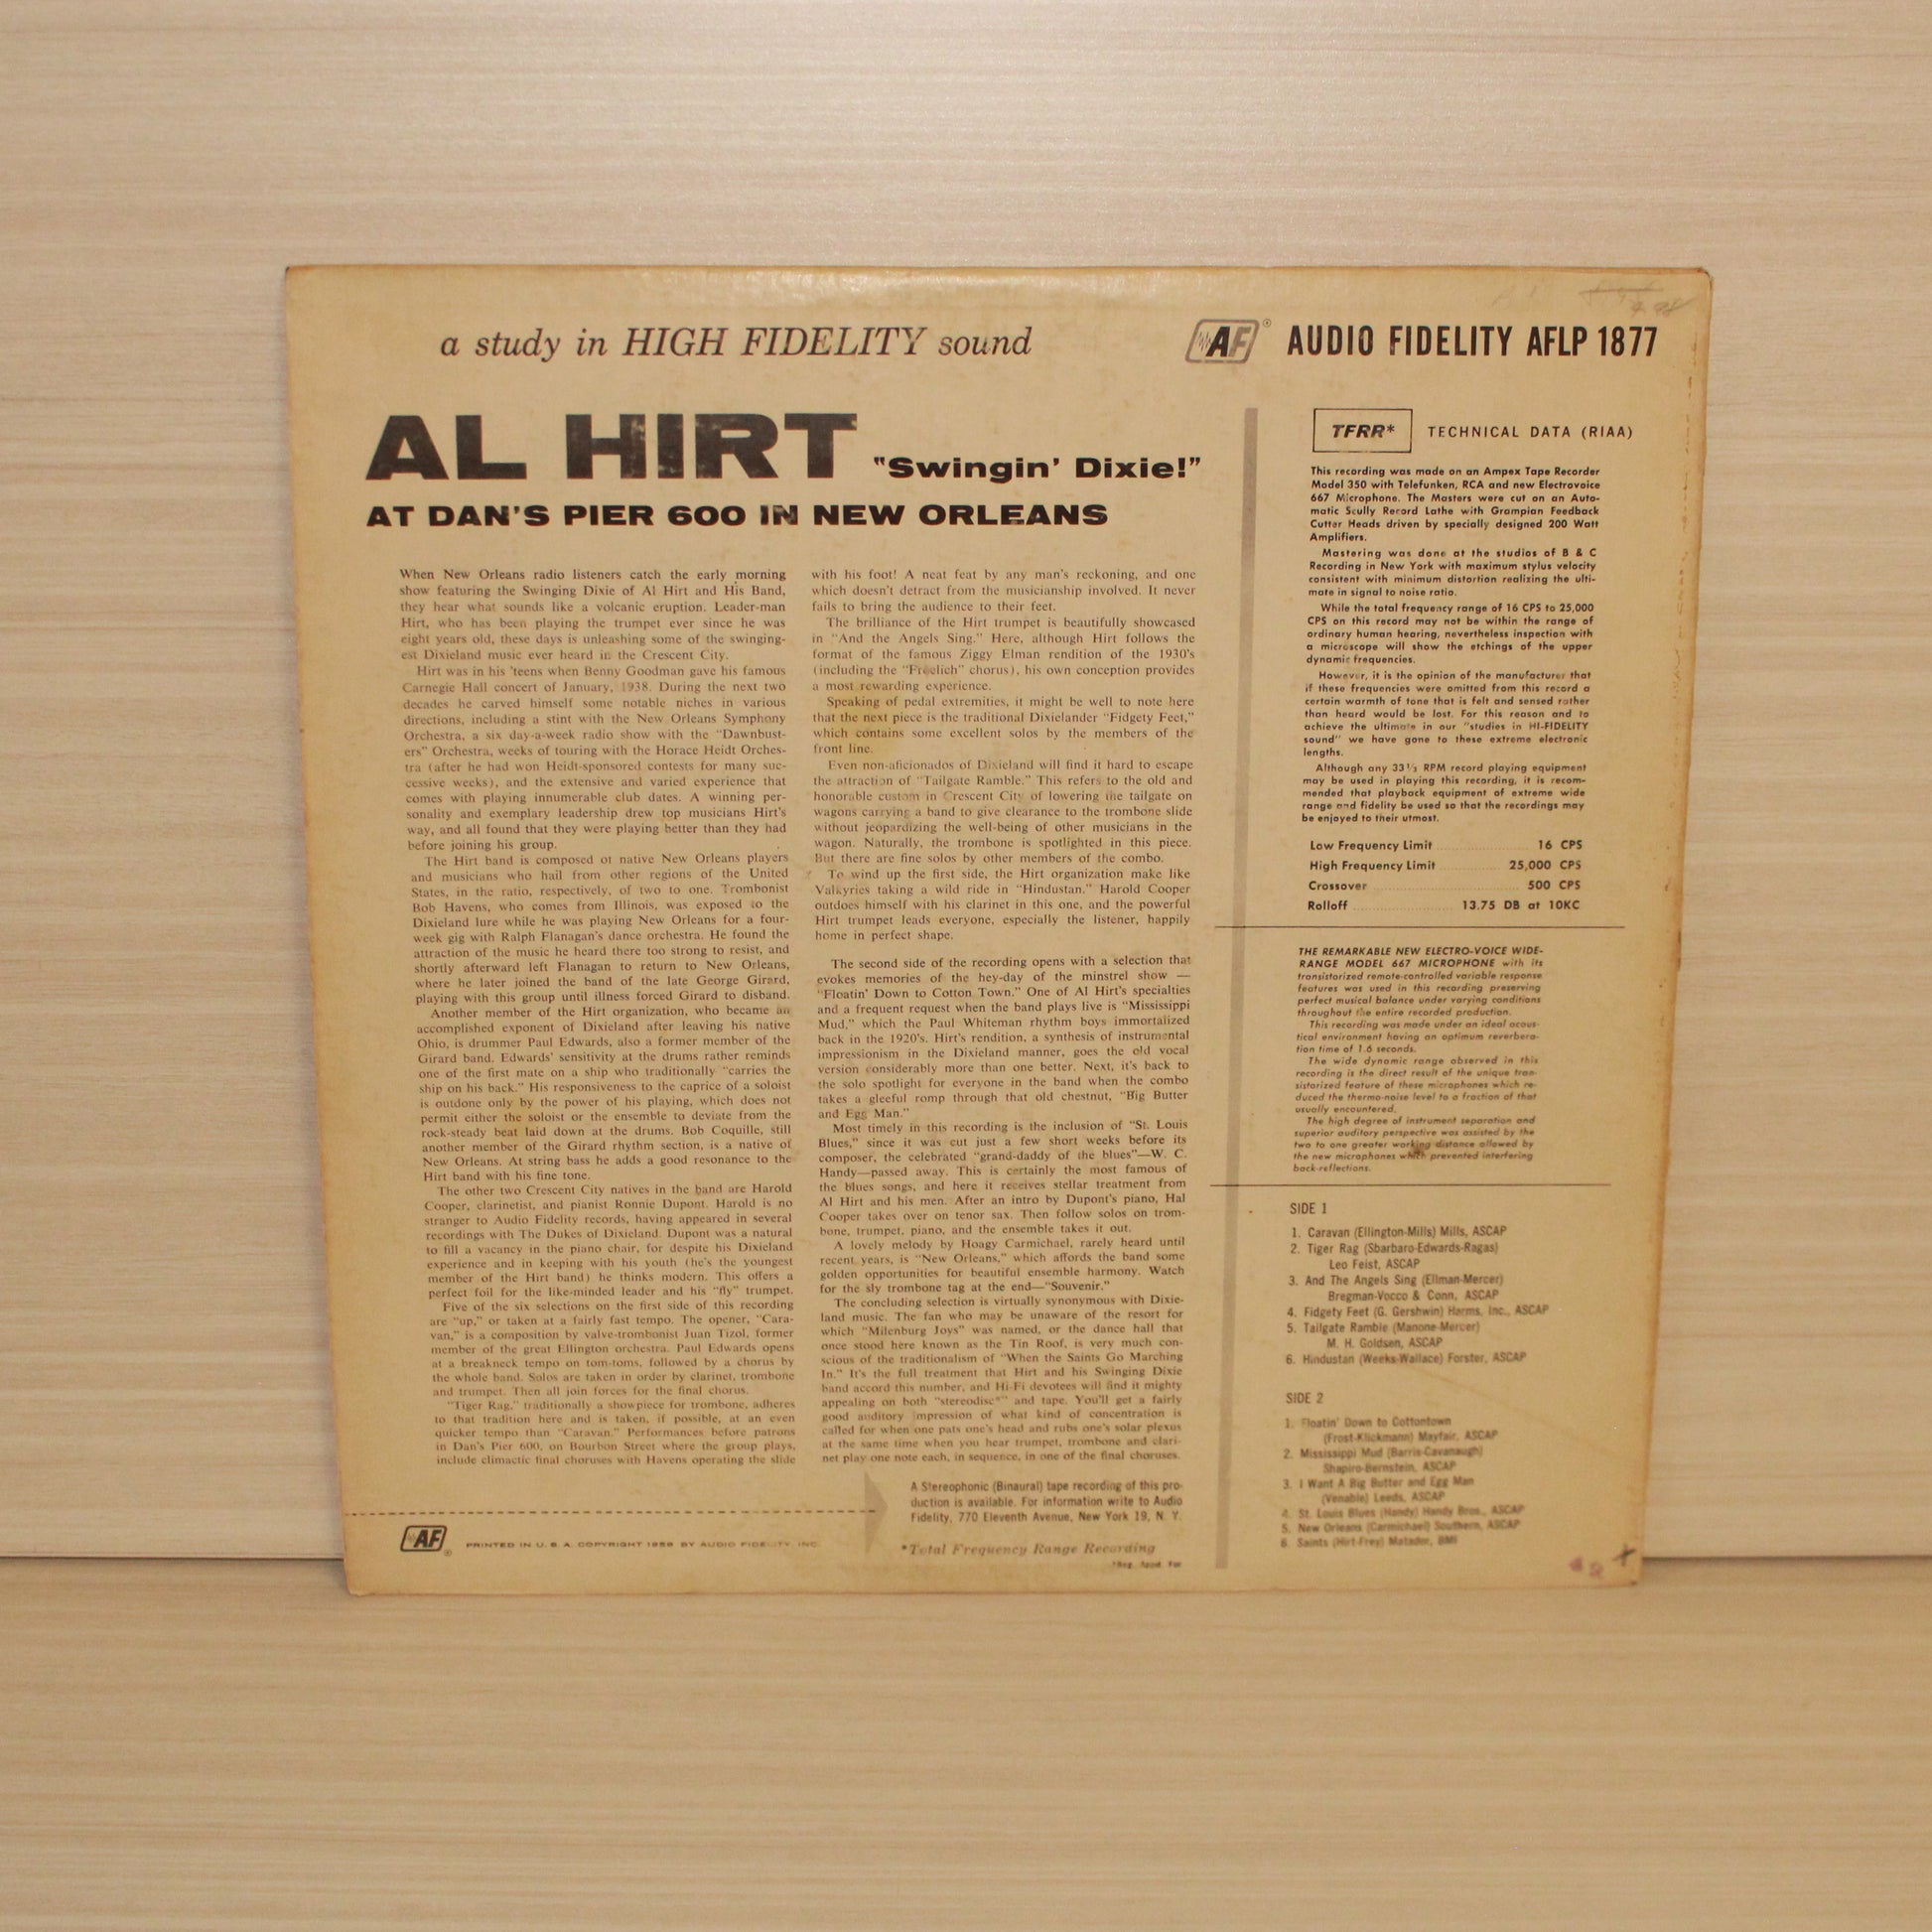 a study in HIGH FIDELITY sound
AF ® AUDIO FIDELITY AFLP 1877
AL HIRT "Swingin' Dixie!"
AT DAN'S PIER 600 IN NEW ORLEANS
When New Orleans radio listeners catch the early morning
show featuring the Swinging Dixie of Al Hirt and His Band,
they hear what sounds like a volcanic eruption. Leader-man
Hirt, who has been playing the trumpet ever since he was
eight years old, these days is unleashing some of the swinging-
est Dixieland music ever heard in the Crescent City.
Hirt was in his 'teens when Benny Goodman gave his famous
Carnegie Hall concert of January, 1938. During the next two
decades he carved himself some notable niches in various
directions, including a stint with the New Orleans Symphony
Orchestra, a six day-a-week radio show with the "Dawnbust-
ers" Orchestra, weeks of touring with the Horace Heidt Orches-
tra (after he had won Heidt-sponsored contests for many suc-
cessive weeks), and the extensive and varied experience that
comes with playing innumerable club dates. A winning per-
sonality and exemplary leadership drew top musicians Hirt's
way, and all found that they were playing better than they had
before joining his group.
The Hirt band is composed of native New Orleans players
and musicians who hail from other regions of the United
States, in the ratio, respectively, of two to one. Trombonist
Bob Havens, who comes from Illinois, was exposed to the
Dixieland lure while he was playing New Orleans for a four-
week gig with Ralph Flanagan's dance orchestra. He found the
attraction of the music he heard there too strong to resist, and
shortly afterward left Flanagan to return to New Orleans,
where he later joined the band of the late George Girard,
playing with this group until illness forced Girard to disband.
Another member of the Hirt organization, who became an
accomplished exponent of Dixieland after leaving his native
Ohio, is drummer Paul Edwards, also a former member of the
Girard band. Edwards' sensitivity at the drums rather reminds
one of the first mate on a ship who traditionally "carries the
ship on his back." His responsiveness to the caprice of a soloist
is outdone only by the power of his playing, which does not
permit either the soloist or the ensemble to deviate from the
rock-steady beat laid down at the drums. Bob Coquille, still
another member of the Girard rhythm section, is a native of
New Orleans. At string bass he adds a good resonance to the
Hirt band with his fine tone.
The other two Crescent City natives in the band are Harold
Cooper, clarinetist, and pianist Ronnie Dupont. Harold is no
stranger to Audio Fidelity records, having appeared in several
recordings with The Dukes of Dixieland. Dupont was a natural
to fill a vacancy in the piano chair, for despite his Dixieland
experience and in keeping with his youth (he's the youngest
member of the Hirt band) he thinks modern. This offers a
perfect foil for the like-minded leader and his "fly" trumpet.
Five of the six selections on the first side of this recording
are "up," or taken at a fairly fast tempo. The opener, "Cara-
van," is a composition by valve-trombonist Juan Tizol, former
member of the great Ellington orchestra. Paul Edwards opens
at a breakneck tempo on tom-toms, followed by a chorus by
the whole band. Solos are taken in order by clarinet, trombone
and trumpet. Then all join forces for the final chorus.
"Tiger Rag," traditionally a showpiece for trombone, adheres
to that tradition here and is taken, if possible, at an even
quicker tempo than "Caravan." Performances before patrons
in Dan's Pier 600, on Bourbon Street where the group plays,
include climactic final choruses with Havens operating the slide
with his foot! A neat feat by any man's reckoning, and one
which doesn't detract from the musicianship involved. It never
fails to bring the audience to their feet.
The brilliance of the Hirt trumpet is beautifully showcased
in "And the Angels Sing." Here, although Hirt follows the
format of the famous Ziggy Elman rendition of the 1930's
(including the "Freelich" chorus), his own conception provides
a most rewarding experience.
Speaking of pedal extremities, it might be well to note here
that the next piece is the traditional Dixielander "Fidgety Feet,"
which contains some excellent solos by the members of the
front line.
Even non-aficionados of Dixieland will find it hard to escape
the attraction of "Tailgate Ramble." This refers to the old and
honorable custom in Crescent City of lowering the tailgate on
wagons carrying a band to give clearance to the trombone slide
without jeopardizing the well-being of other musicians in the
wagon. Naturally, the trombone is spotlighted in this piece.
But there are fine solos by other members of the combo.
To wind up the first side, the Hirt organization make like
Valkyries taking a wild ride in "Hindustan." Harold Cooper
outdoes himself with his clarinet in this one, and the powerful
Hirt trumpet leads everyone, especially the listener, happily
home in perfect shape.
The second side of the recording opens with a selection that
evokes memories of the hey-day of the minstrel show —
"Floatin' Down to Cotton Town." One of Al Hirt's specialties
and a frequent request when the band plays live is "Mississippi
Mud," which the Paul Whiteman rhythm boys immortalized
back in the 1920's. Hirt's rendition, a synthesis of instrumental
impressionism in the Dixieland manner, goes the old vocal
version considerably more than one better. Next, it's back to
the solo spotlight for everyone in the band when the combo
takes a gleeful romp through that old chestnut, "Big Butter
and Egg Man."
Most timely in this recording is the inclusion of "St. Louis
Blues," since it was cut just a few short weeks before its
composer, the celebrated "grand-daddy of the blues"—W. C.
Handy—passed away. This is certainly the most famous of
the blues songs, and here it receives stellar treatment from
Al Hirt and his men. After an intro by Dupont's piano, Hal
Cooper takes over on tenor sax. Then follow solos on trom-
bone, trumpet, piano, and the ensemble takes it out.
A lovely melody by Hoagy Carmichael, rarely heard until
recent years, is "New Orleans," which affords the band some
golden opportunities for beautiful ensemble harmony. Watch
for the sly trombone tag at the end—"Souvenir."
The concluding selection is virtually synonymous with Dixie-
land music. The fan who may be unaware of the resort for
which "Milenburg Joys" was named, or the dance hall that
once stood here known as the Tin Roof, is very much con-
scious of the traditionalism of "When the Saints Go Marching
In." It's the full treatment that Hirt and his Swinging Dixie
band accord this number, and Hi-Fi devotees will find it mighty
appealing on both "stereodisc*" and tape. You'll get a fairly
good auditory impression of what kind of concentration is
called for when one pats one's head and rubs one's solar plexus
at the same time when you hear trumpet, trombone and clari-
net play one note each, in sequence, in one of the final choruses.
A Stereophonic (Binaural) tape recording of this pro-
duction is available. For information write to Audio
Fidelity, 770 Eleventh Avenue, New York 19, N. Y.
*Total Frequency Range Recording
AF ® PRINTED IN U. S. A. COPYRIGHT 1958 BY AUDIO FIDELITY INC.
TFRR* TECHNICAL DATA (RIAA)
This recording was made on an Ampex Tape Recorder
Model 350 with Telefunken, RCA and new Electrovoice
667 Microphone. The Masters were cut on an Auto-
matic Scully Record Lathe with Grampian Feedback
Cutter Heads driven by specially designed 200 Watt
Amplifiers.
Mastering was done at the studios of B & C
Recording in New York with maximum stylus velocity
consistent with minimum distortion realizing the ulti-
mate in signal to noise ratio.
While the total frequency range of 16 CPS to 25,000
CPS on this record may not be within the range of
ordinary human hearing, nevertheless inspection with
a microscope will show the etchings of the upper
dynamic frequencies.
However, it is the opinion of the manufacturer that
if these frequencies were omitted from this record a
certain warmth of tone that is felt and sensed rather
than heard would be lost. For this reason and to
achieve the ultimate in our "studies in HI-FIDELITY
sound" we have gone to these extreme electronic
lengths.
Although any 33⅓ RPM record playing equipment
may be used in playing this recording, it is recom-
mended that playback equipment of extreme wide
range and fidelity be used so that the recordings may
be enjoyed to their utmost.
Low Frequency Limit 16 CPS
High Frequency Limit 25,000 CPS
Crossover 500 CPS
Rolloff 13.75 DB at 10KC
THE REMARKABLE NEW ELECTRO-VOICE WIDE-
RANGE MODEL 667 MICROPHONE with its
transistorized remote-controlled variable response
features was used in this recording preserving
perfect musical balance under varying conditions
throughout the entire recorded production.
This recording was made under an ideal acous-
tical environment having an optimum reverbera-
tion time of 1.6 seconds.
The wide dynamic range observed in this
recording is the direct result of the unique tran-
sistorized feature of these microphones which re-
duced the thermo-noise level to a fraction of that
usually encountered.
The high degree of instrument separation and
superior auditory perspective was assisted by the
two to one greater working distance allowed by
the new microphones which prevented interfering
back-reflections.
SIDE 1
1. Caravan (Ellington-Mills) Mills, ASCAP
2. Tiger Rag (Sbarbaro-Edwards-Ragas)
Leo Feist, ASCAP
3. And The Angels Sing (Ellman-Mercer)
Bregman-Vocco & Conn, ASCAP
4. Fidgety Feet (G. Gershwin) Harms, Inc., ASCAP
5. Tailgate Ramble (Manone-Mercer)
M. H. Goldsen, ASCAP
6. Hindustan (Weeks-Wallace) Forster, ASCAP
SIDE 2
1. Floatin' Down to Cottontown
(Frost-Klickmann) Mayfair, ASCAP
2. Mississippi Mud (Barris-Cavanaugh)
Shapiro-Bernstein, ASCAP
3. I Want A Big Butter and Egg Man
(Venable) Leeds, ASCAP
4. St. Louis Blues (Handy) Handy Bros., ASCAP
5. New Orleans (Carmichael) Southern, ASCAP
6. Saints (Hirt-Frey) Matador, BMI